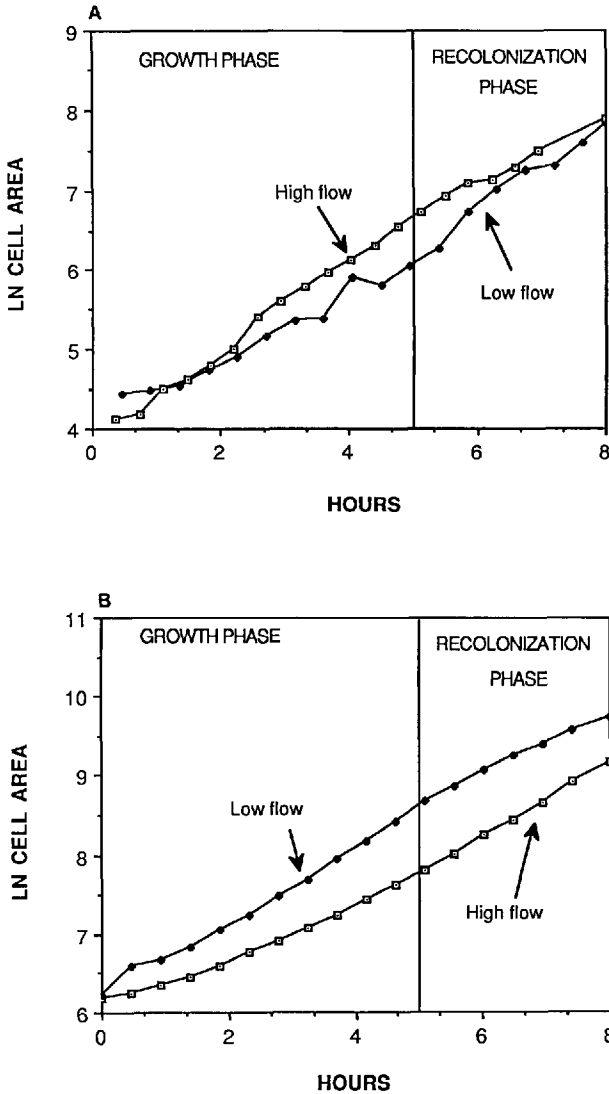 A
9
GROWTH PHASE
RECOLONIZATION
PHASE
8
High flow
7
LN CELL AREA
6
Low flow
5
4
0
2
4
6
8
HOURS
B
11
GROWTH PHASE
RECOLONIZATION
PHASE
10
9
LN CELL AREA
Low flow
8
High flow
7
6
0
2
4
6
8
HOURS